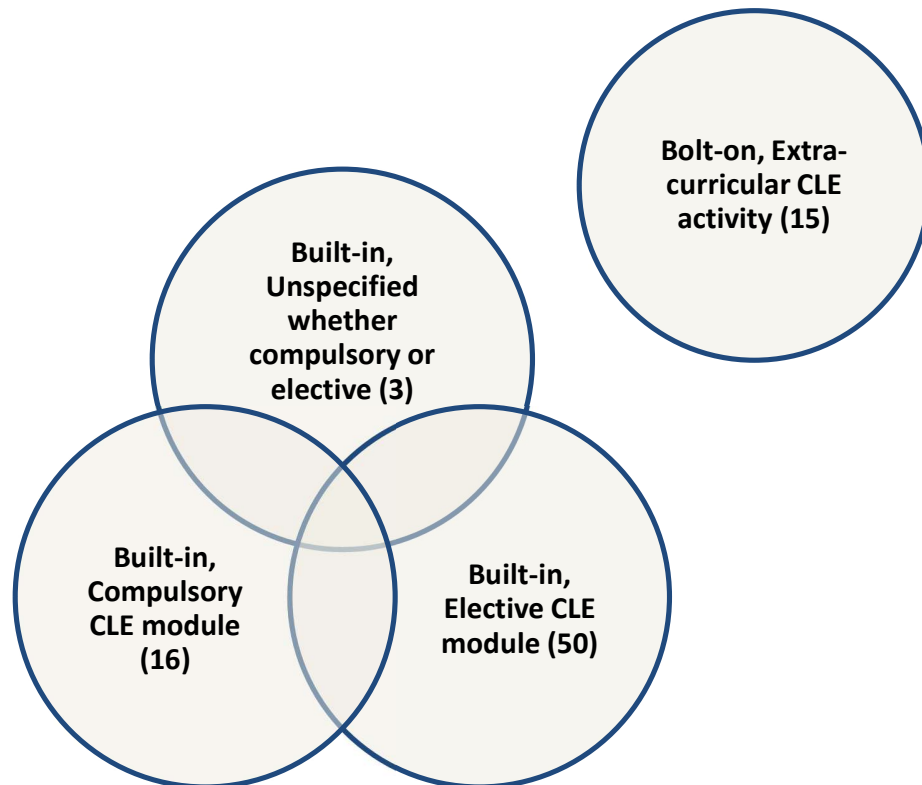 Bolt-on, Extra-
curricular CLE
activity (15)
Built-in,
Unspecified
whether
compulsory or
elective (3)
Built-in,
Compulsory
CLE module
(16)
Built-in,
Elective CLE
module (50)